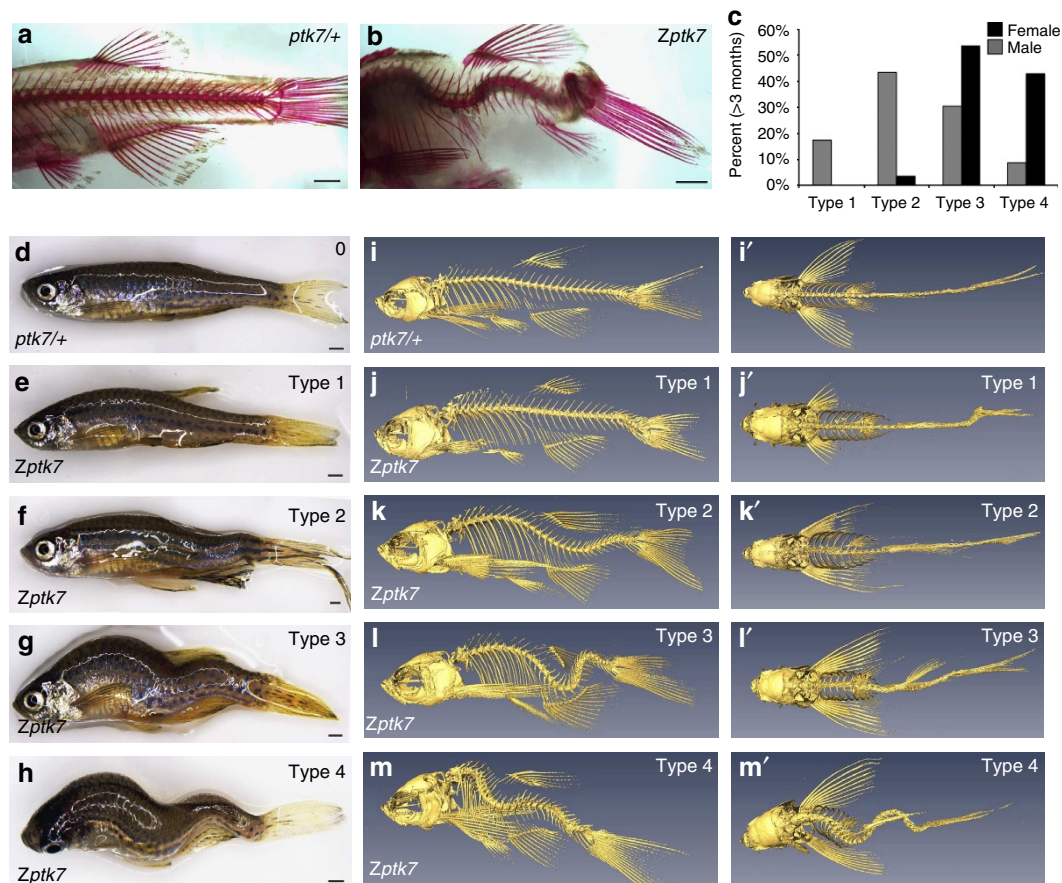 a
ptk7/+
b
Zptk7
c
Percent (>3 months)
60%
50%
40%
30%
20%
10%
0%
Female
Male
Type 1
Type 2
Type 3
Type 4
d
0
ptk7/+
i
ptk7/+
i′
e
Type 1
Zptk7
j
Type 1
Zptk7
j′
Type 1
f
Type 2
Zptk7
k
Type 2
Zptk7
k′
Type 2
g
Type 3
Zptk7
l
Type 3
Zptk7
l′
Type 3
h
Type 4
Zptk7
m
Type 4
Zptk7
m′
Type 4